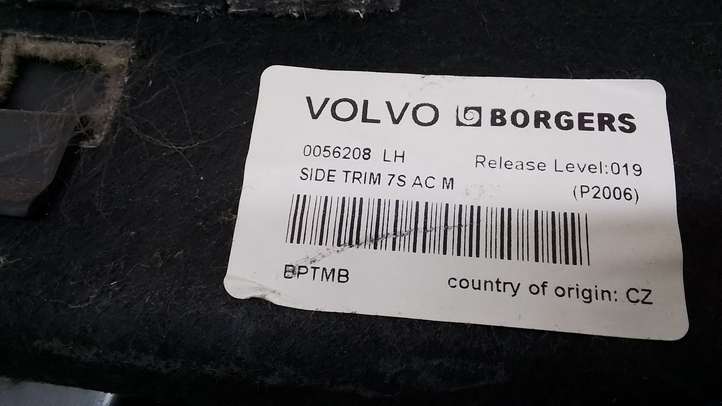 VOLVO BORGERS
0056208 LH Release Level:019
SIDE TRIM 7S AC M (P2006)
BPTMB country of origin: CZ